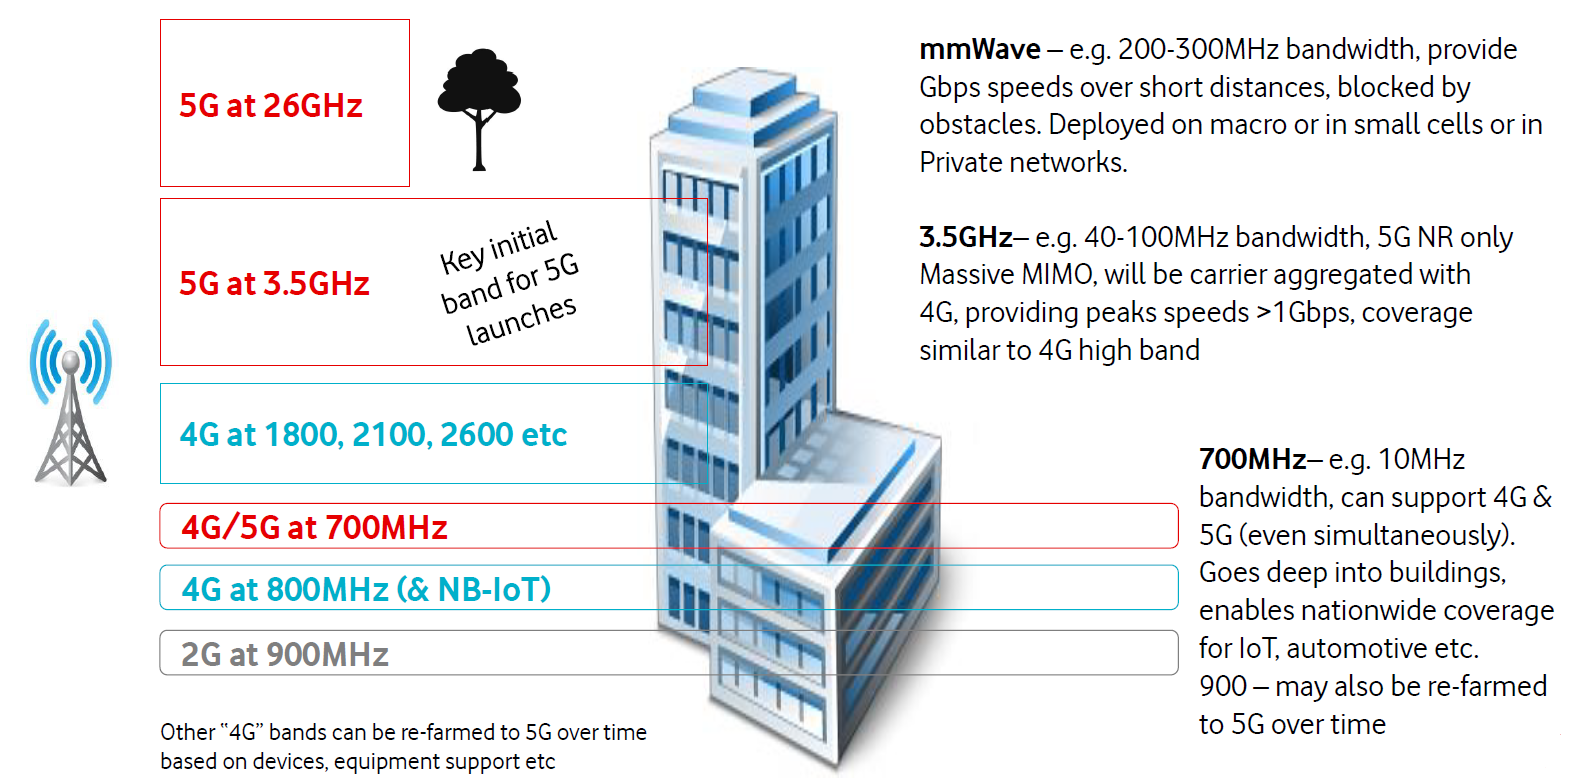 5G at 26GHz
mmWave – e.g. 200-300MHz bandwidth, provide
Gbps speeds over short distances, blocked by
obstacles. Deployed on macro or in small cells or in
Private networks.
5G at 3.5GHz
Key initial
band for 5G
launches
3.5GHz– e.g. 40-100MHz bandwidth, 5G NR only
Massive MIMO, will be carrier aggregated with
4G, providing peaks speeds >1Gbps, coverage
similar to 4G high band
4G at 1800, 2100, 2600 etc
4G/5G at 700MHz
4G at 800MHz (& NB-IoT)
2G at 900MHz
700MHz– e.g. 10MHz
bandwidth, can support 4G &
5G (even simultaneously).
Goes deep into buildings,
enables nationwide coverage
for IoT, automotive etc.
900 – may also be re-farmed
to 5G over time
Other “4G” bands can be re-farmed to 5G over time
based on devices, equipment support etc